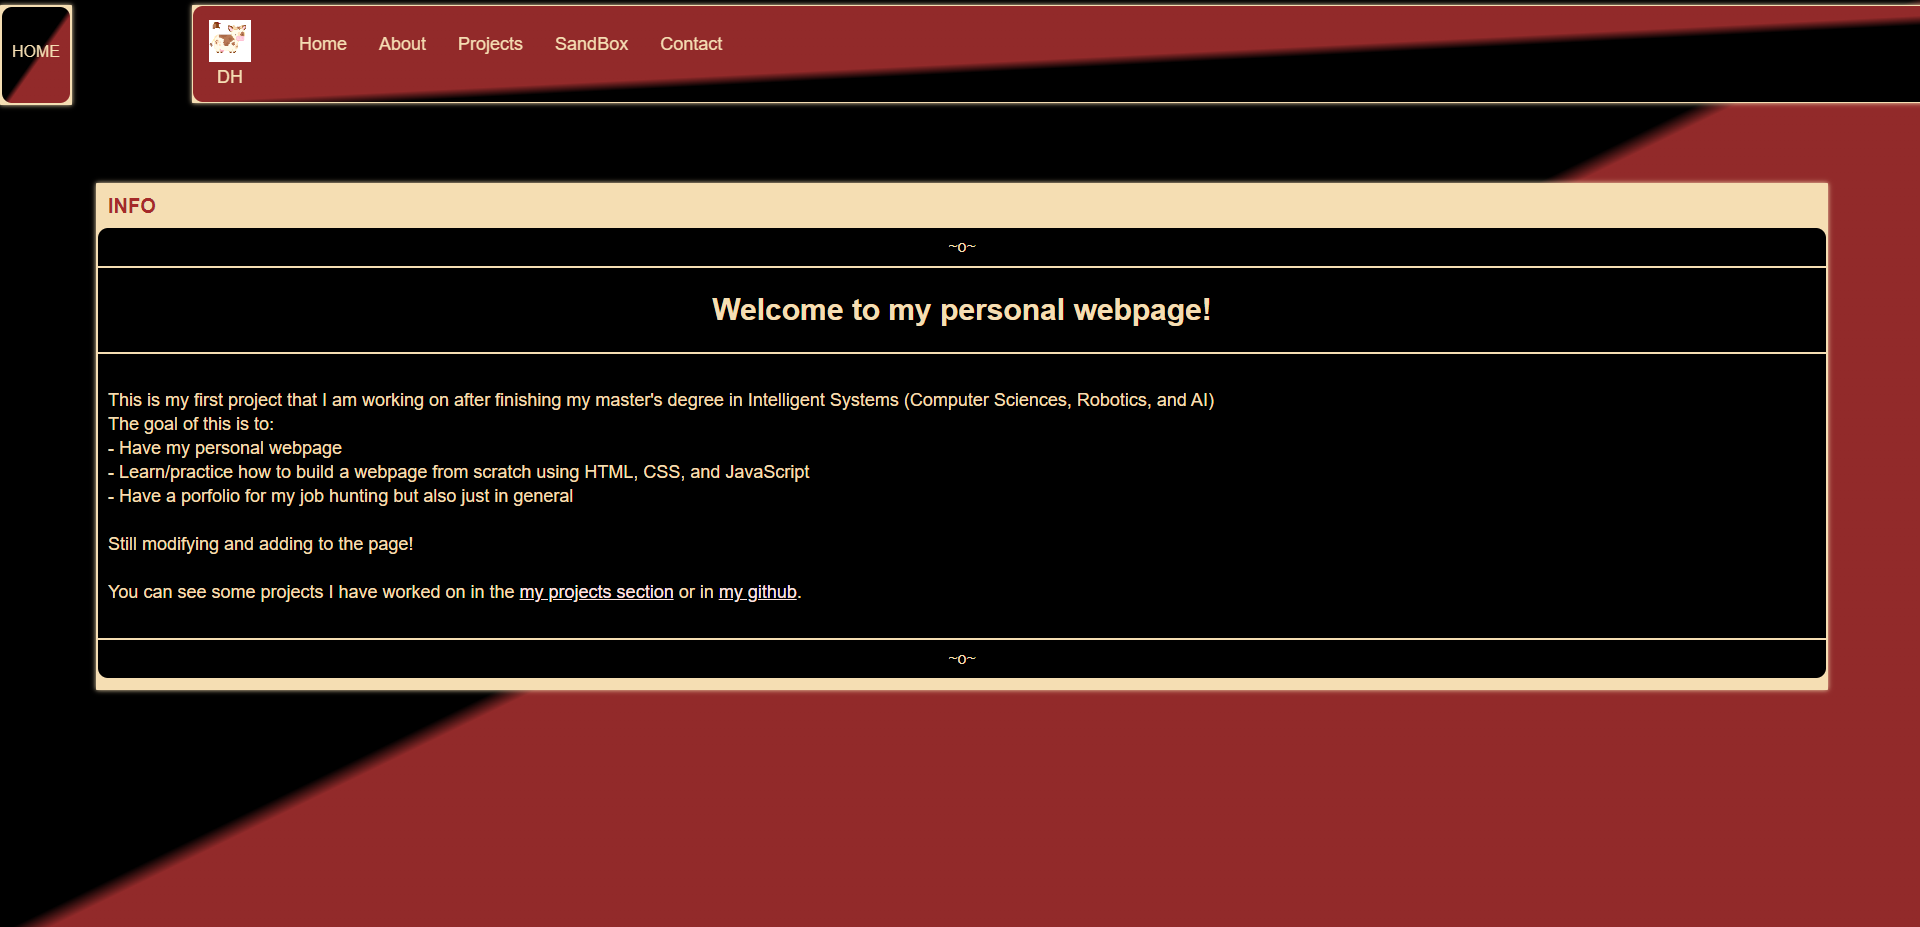 HOME
DH
Home About Projects SandBox Contact
INFO
~o~
Welcome to my personal webpage!
This is my first project that I am working on after finishing my master's degree in Intelligent Systems (Computer Sciences, Robotics, and AI)
The goal of this is to:
- Have my personal webpage
- Learn/practice how to build a webpage from scratch using HTML, CSS, and JavaScript
- Have a porfolio for my job hunting but also just in general
Still modifying and adding to the page!
You can see some projects I have worked on in the my projects section or in my github.
~o~